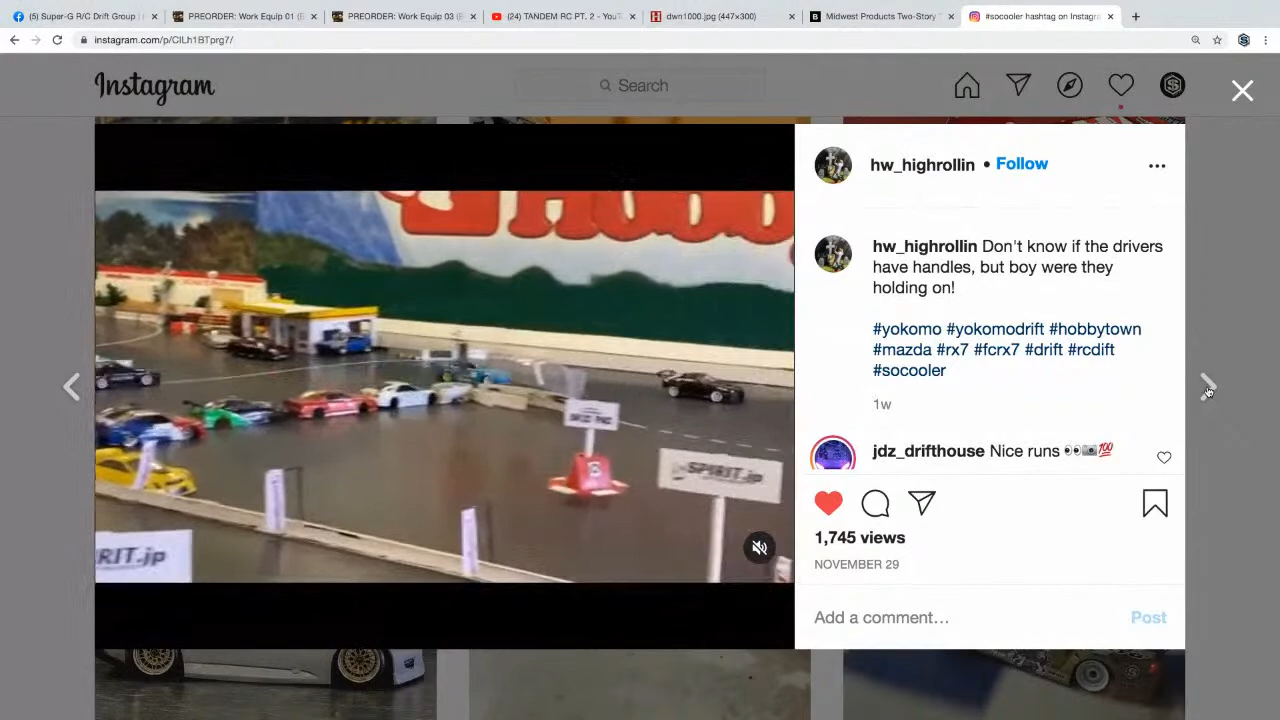 (5) Super-G R/C Drift Group |
PREORDER: Work Equip 01 (E
PREORDER: Work Equip 03 (E
(24) TANDEM RC PT. 2 - YouT
dwn1000.jpg (447×300)
Midwest Products Two-Story T
#socooler hashtag on Instagra
instagram.com/p/CILh1BTprg7/
Instagram
Search
hw_highrollin • Follow
hw_highrollin Don't know if the drivers
have handles, but boy were they
holding on!
#yokomo #yokomodrift #hobbytown
#mazda #rx7 #fcrx7 #drift #rcdift
#socooler
1w
jdz_drifthouse Nice runs 👀📷💯
1,745 views
NOVEMBER 29
Add a comment…
Post
SPIRIT.jp
RIT.jp